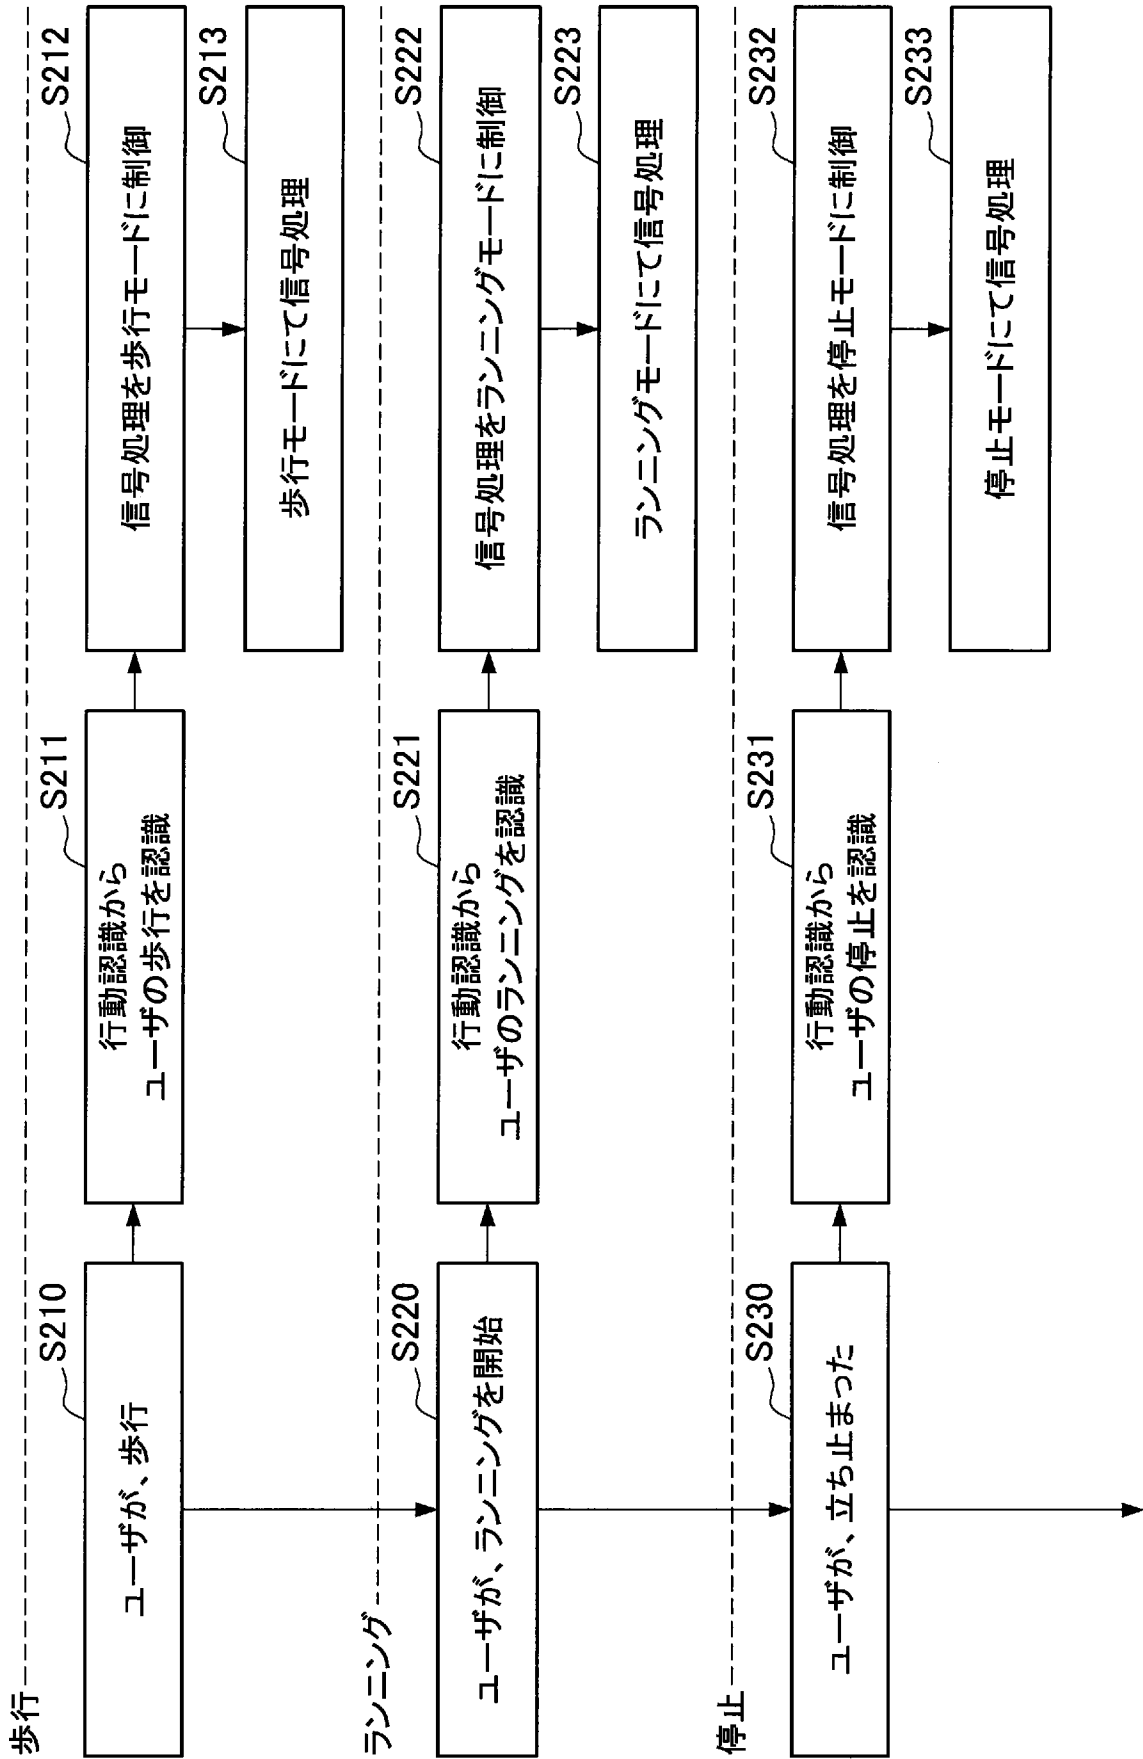 歩行
S210
ユーザが、歩行
S211
行動認識から
ユーザの歩行を認識
S212
信号処理を歩行モードに制御
S213
歩行モードにて信号処理
ランニング
S220
ユーザが、ランニングを開始
S221
行動認識から
ユーザのランニングを認識
S222
信号処理をランニングモードに制御
S223
ランニングモードにて信号処理
停止
S230
ユーザが、立ち止まった
S231
行動認識から
ユーザの停止を認識
S232
信号処理を停止モードに制御
S233
停止モードにて信号処理